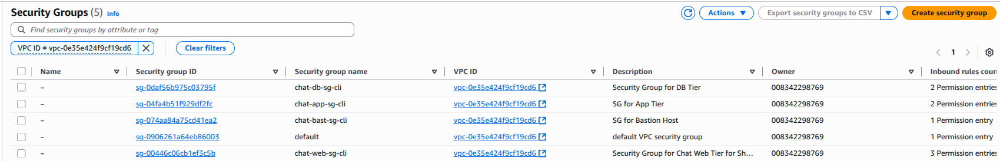 Security Groups (5) Info
Actions Export security groups to CSV Create security group
Find security groups by attribute or tag
VPC ID = vpc-0e35e424f9cf19cd6 Clear filters
1
Name Security group ID Security group name VPC ID Description Owner Inbound rules coun
– sg-0daf56b975c03795f chat-db-sg-cli vpc-0e35e424f9cf19cd6 Security Group for DB Tier 008342298769 2 Permission entries
– sg-04fa4b51f929df2fc chat-app-sg-cli vpc-0e35e424f9cf19cd6 SG for App Tier 008342298769 2 Permission entries
– sg-074aa84a75cd41ea2 chat-bast-sg-cli vpc-0e35e424f9cf19cd6 SG for Bastion Host 008342298769 1 Permission entry
– sg-0906261a64eb86003 default vpc-0e35e424f9cf19cd6 default VPC security group 008342298769 1 Permission entry
– sg-00446c06cb1ef3c5b chat-web-sg-cli vpc-0e35e424f9cf19cd6 Security Group for Chat Web Tier for Sh... 008342298769 3 Permission entries